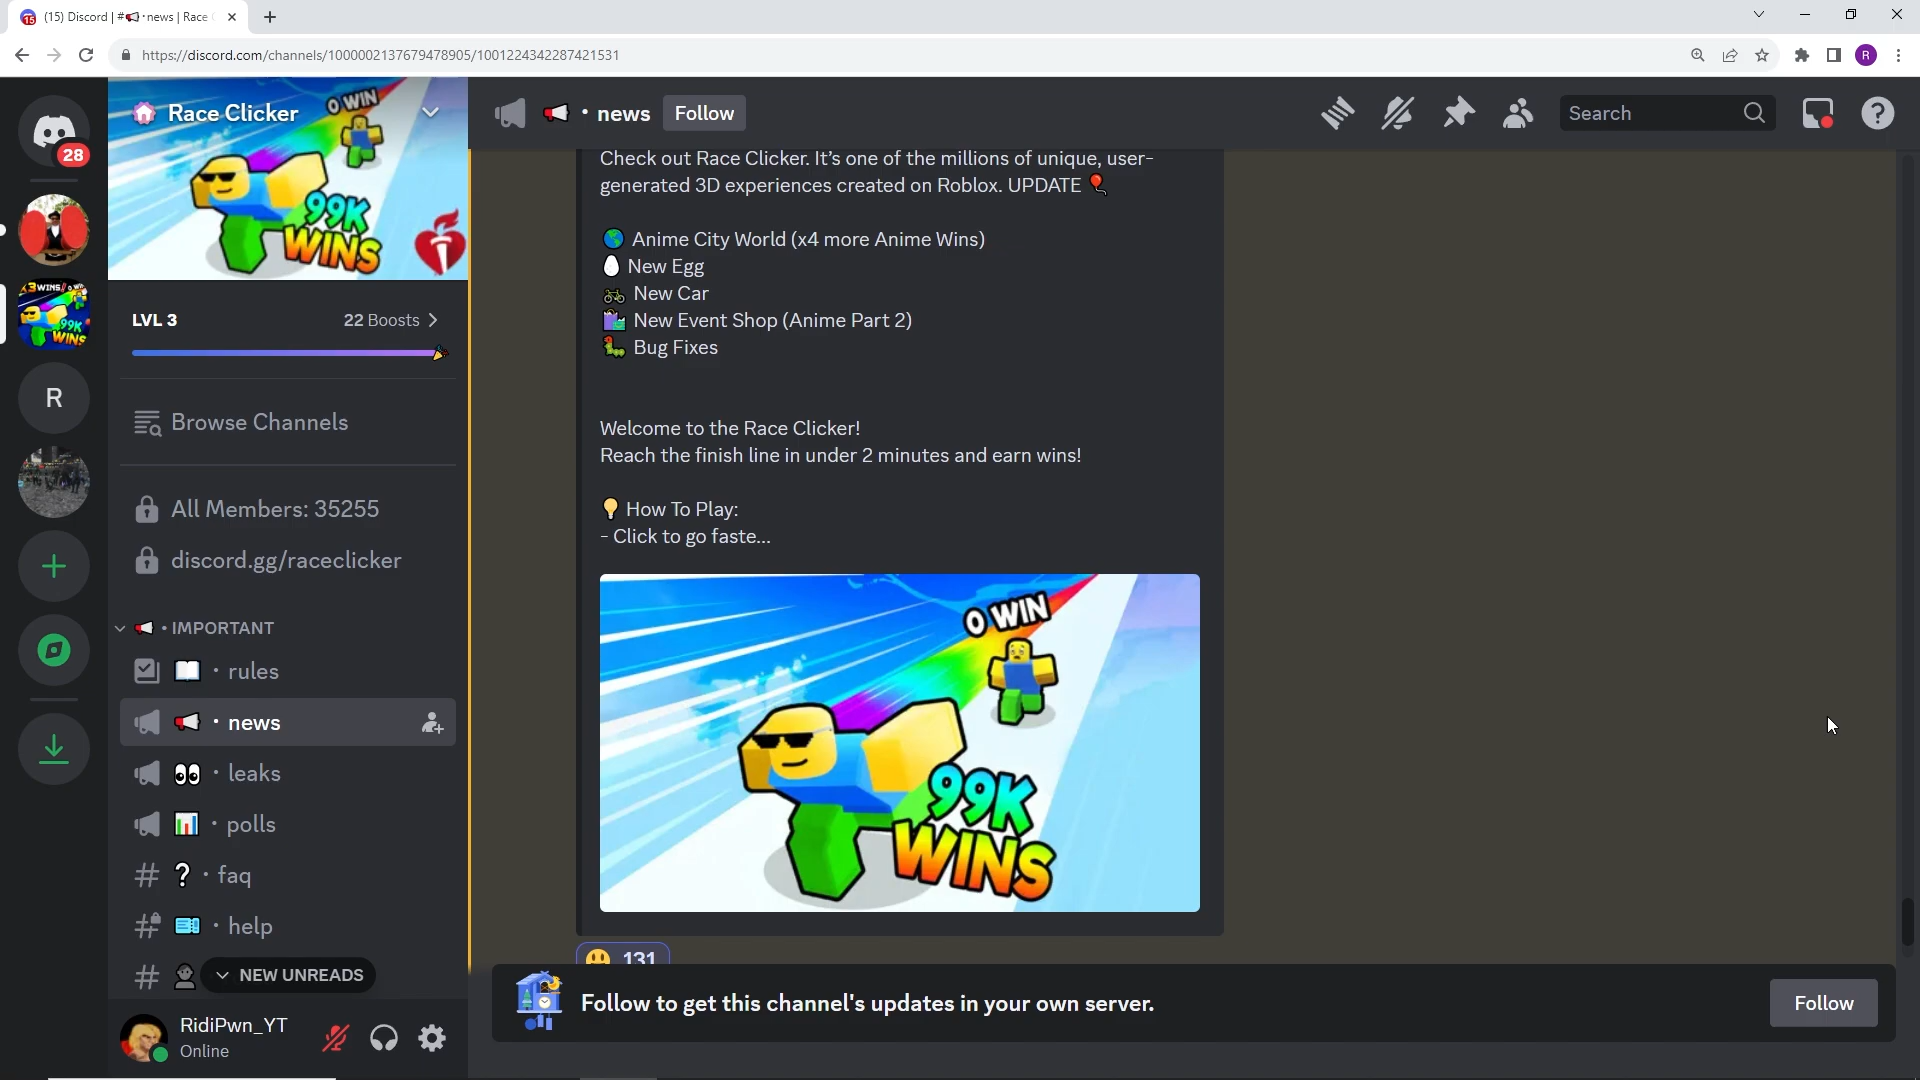 (15) Discord | #📢・news | Race
https://discord.com/channels/1000002137679478905/1001224342287421531
R
28
Race Clicker
0 WIN
99K
WINS
3 WINS!
99K
WINS
R
LVL 3
22 Boosts
Browse Channels
All Members: 35255
discord.gg/raceclicker
• IMPORTANT
・rules
・news
・leaks
・polls
・faq
・help
NEW UNREADS
RidiPwn_YT
Online
・news
Follow
Search
Check out Race Clicker. It’s one of the millions of unique, user-
generated 3D experiences created on Roblox. UPDATE 🎈
🌎 Anime City World (x4 more Anime Wins)
🥚 New Egg
🚲 New Car
🛍️ New Event Shop (Anime Part 2)
🐛 Bug Fixes
Welcome to the Race Clicker!
Reach the finish line in under 2 minutes and earn wins!
💡 How To Play:
- Click to go faste...
0 WIN
99K
WINS
131
Follow to get this channel's updates in your own server.
Follow